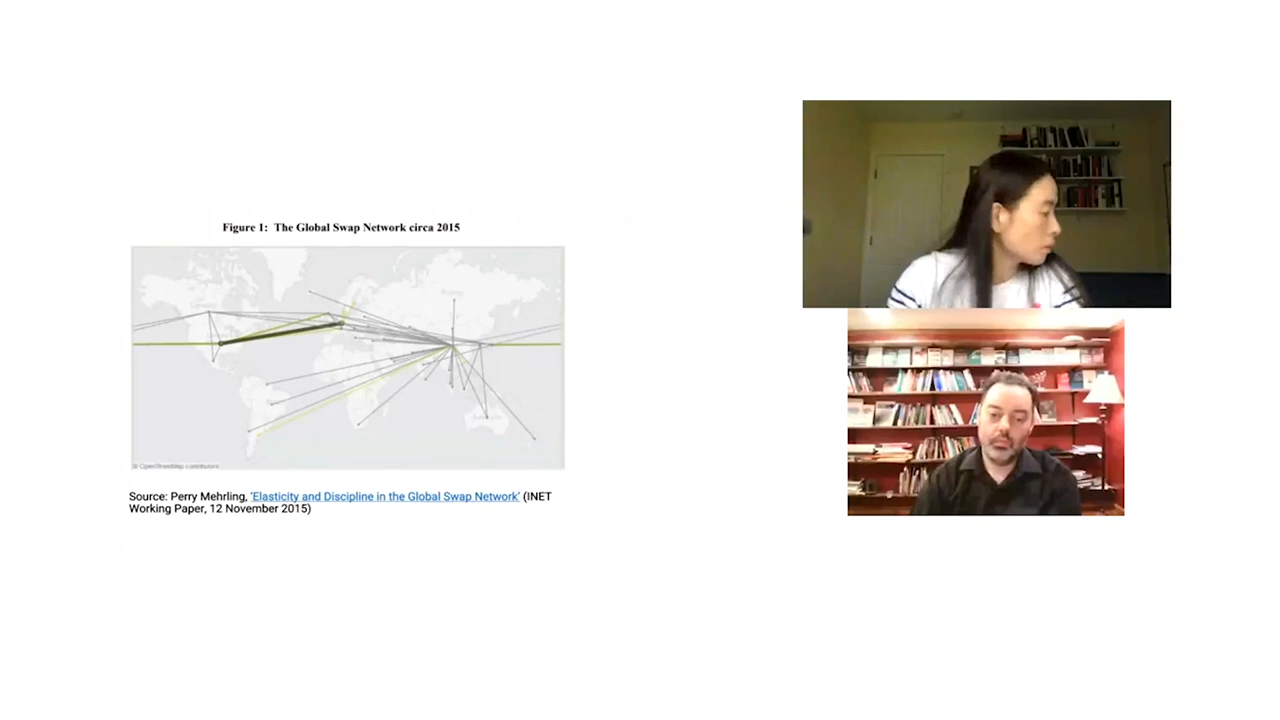 Figure 1: The Global Swap Network circa 2015
© OpenStreetMap contributors
Source: Perry Mehrling, 'Elasticity and Discipline in the Global Swap Network' (INET
Working Paper, 12 November 2015)